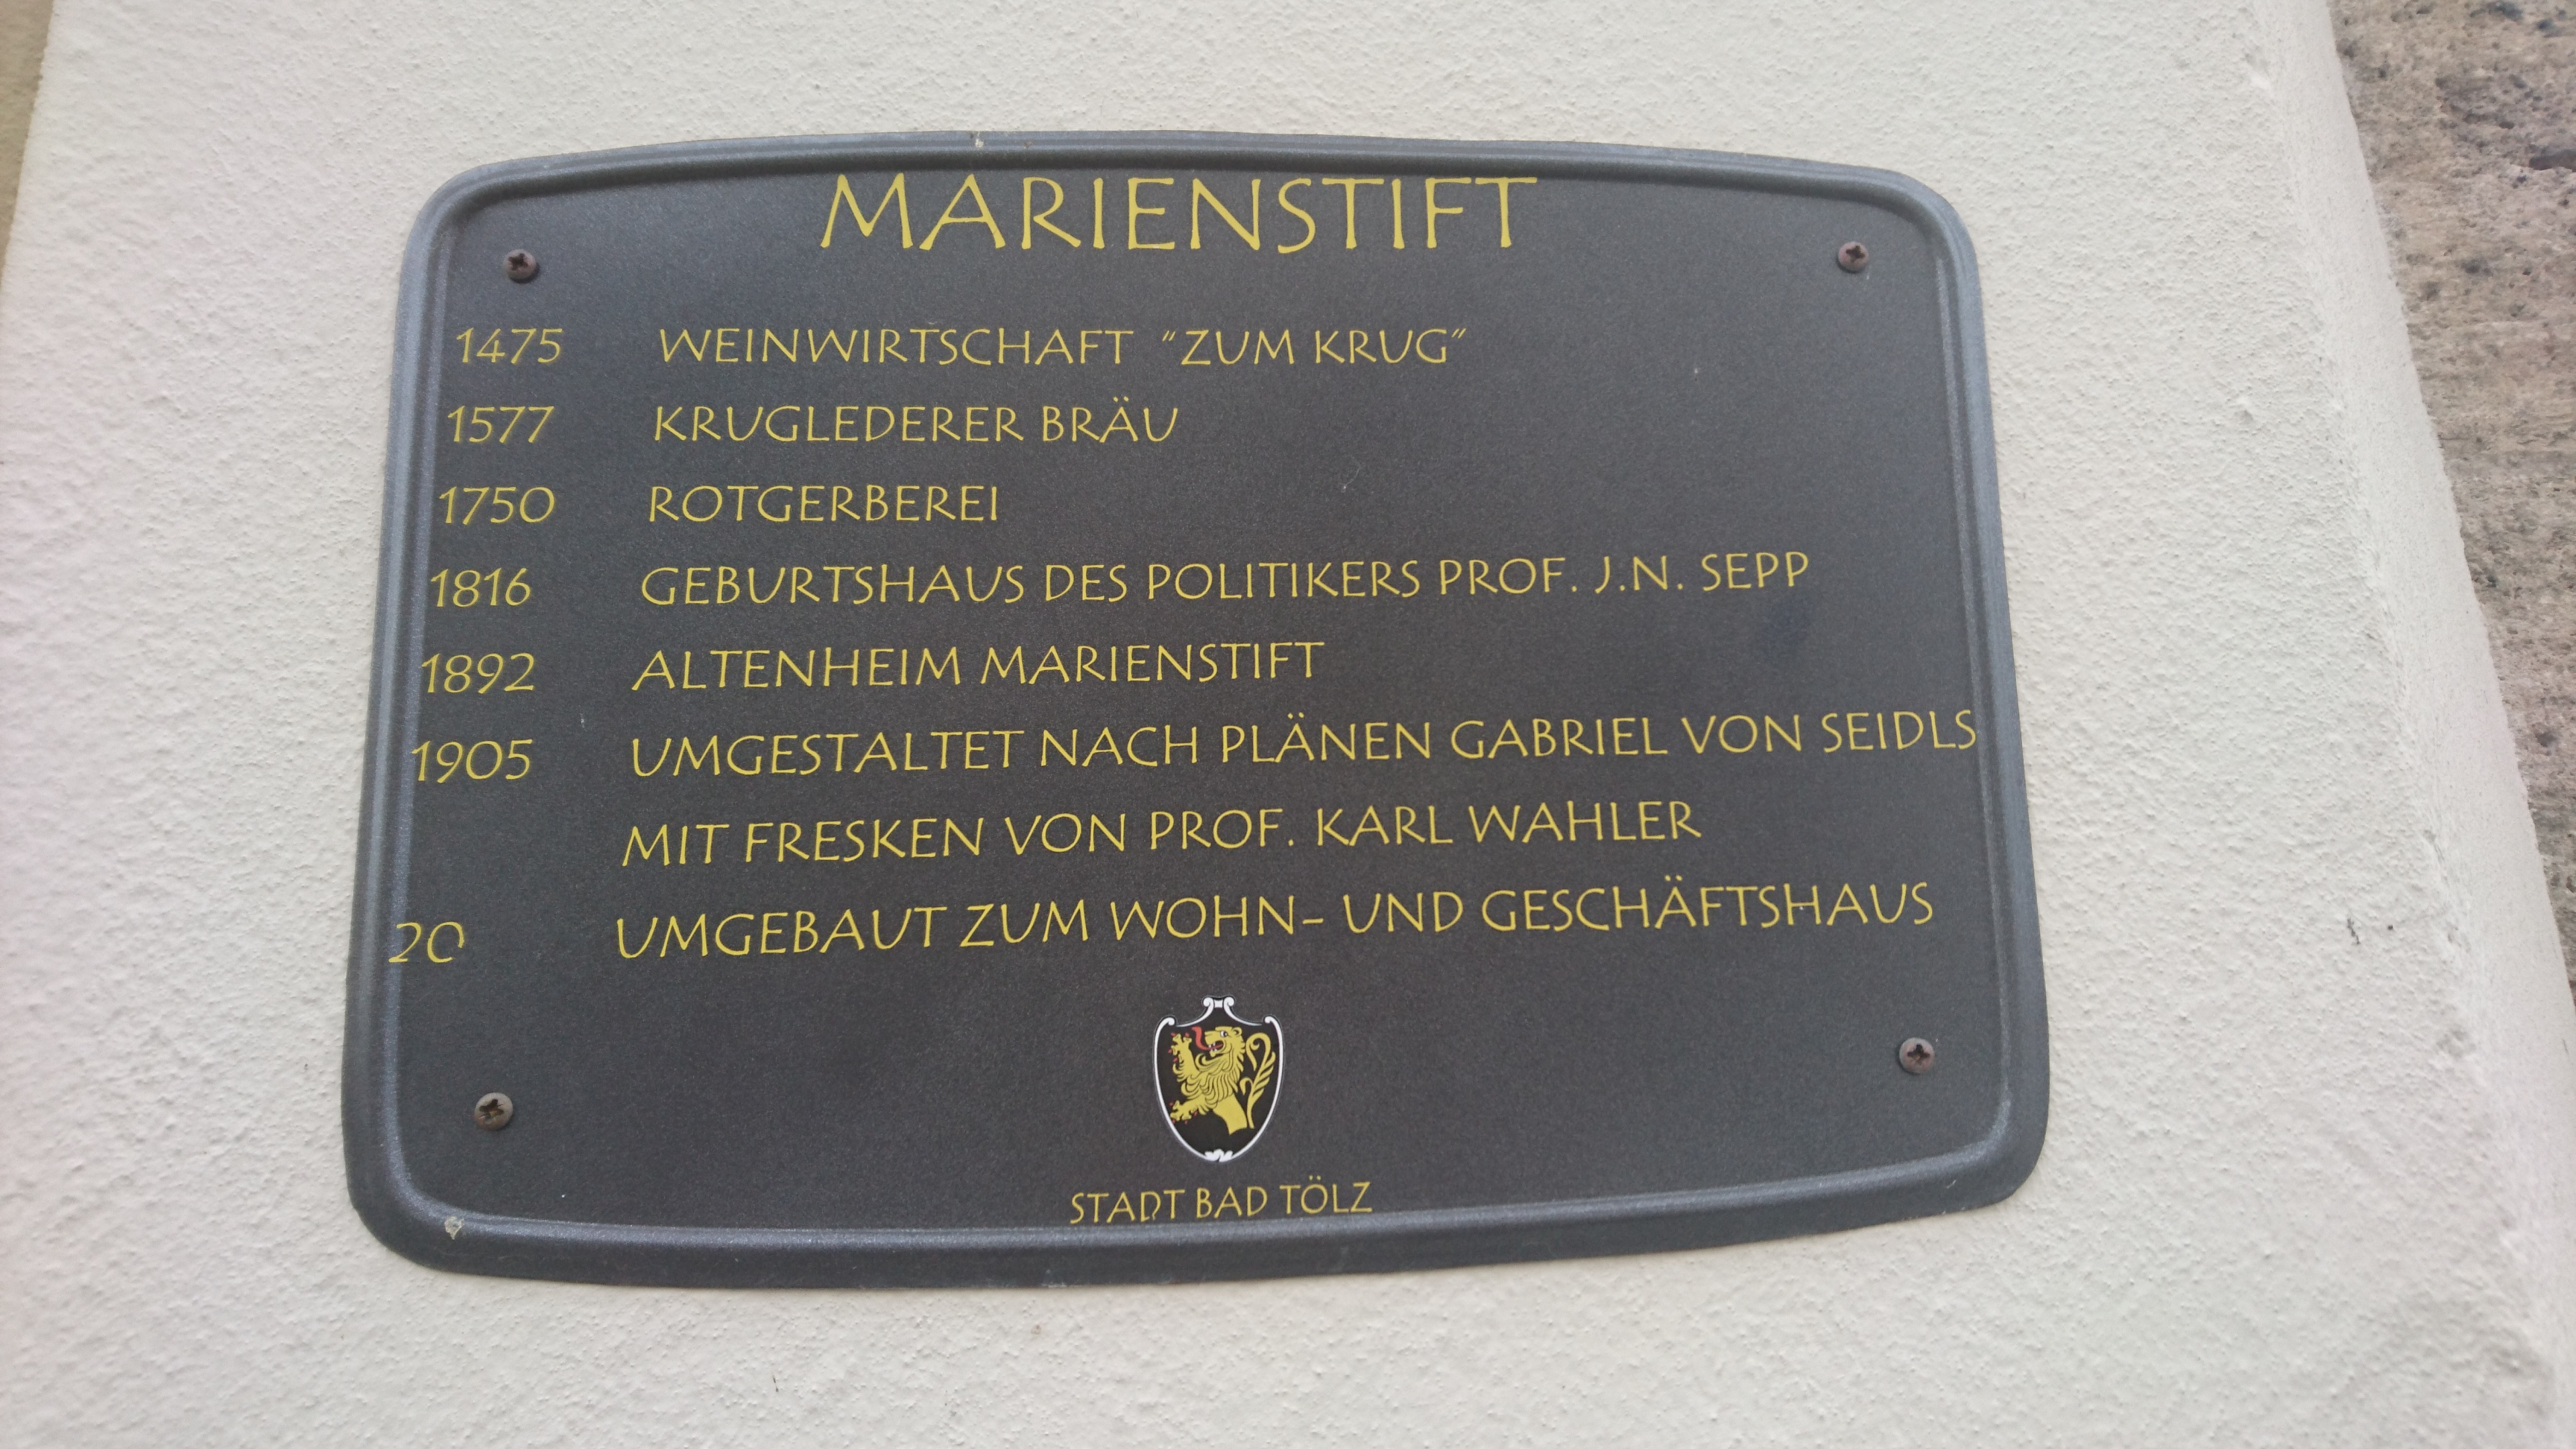 MARIENSTIFT
1475 WEINWIRTSCHAFT "ZUM KRUG"
1577 KRUGLEDERER BRÄU
1750 ROTGERBEREI
1816 GEBURTSHAUS DES POLITIKERS PROF. J.N. SEPP
1892 ALTENHEIM MARIENSTIFT
1905 UMGESTALTET NACH PLÄNEN GABRIEL VON SEIDLS
MIT FRESKEN VON PROF. KARL WAHLER
20 UMGEBAUT ZUM WOHN- UND GESCHÄFTSHAUS
STADT BAD TÖLZ